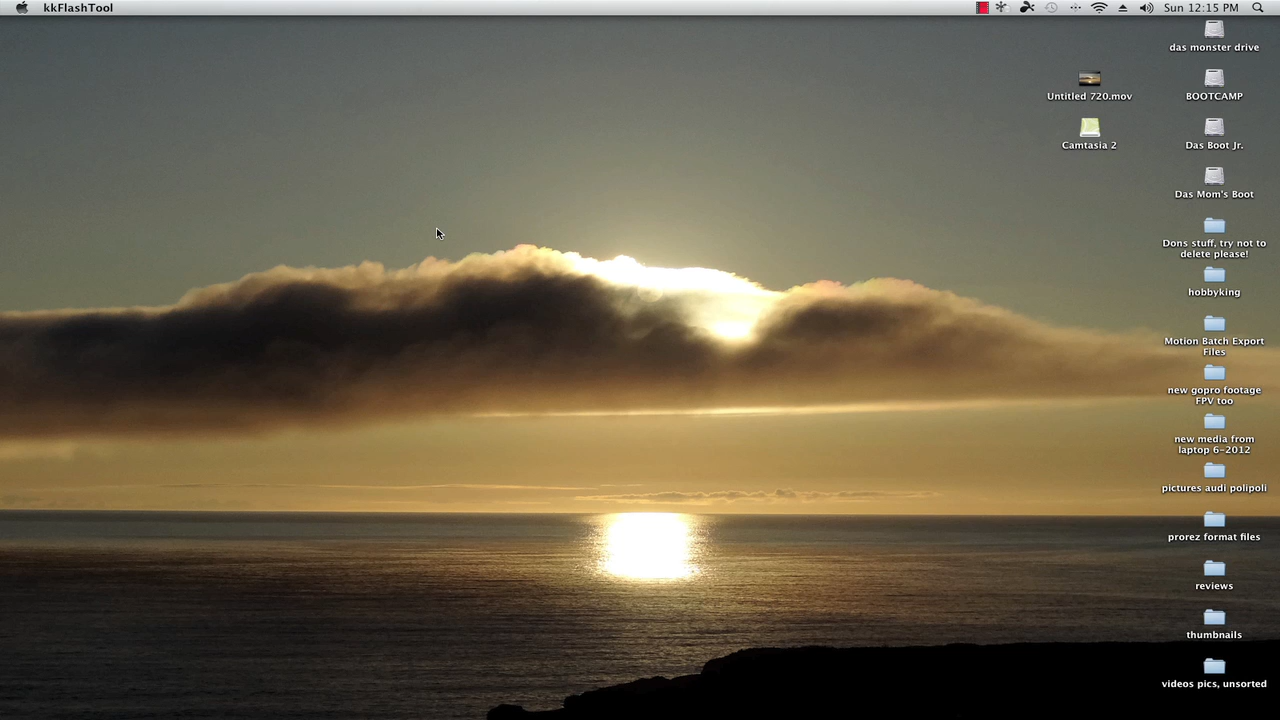 kkFlashTool
Sun 12:15 PM
das monster drive
Untitled 720.mov
BOOTCAMP
Camtasia 2
Das Boot Jr.
Das Mom's Boot
Dons stuff, try not to
delete please!
hobbyking
Motion Batch Export
Files
new gopro footage
FPV too
new media from
laptop 6-2012
pictures audi polipoli
prorez format files
reviews
thumbnails
videos pics, unsorted